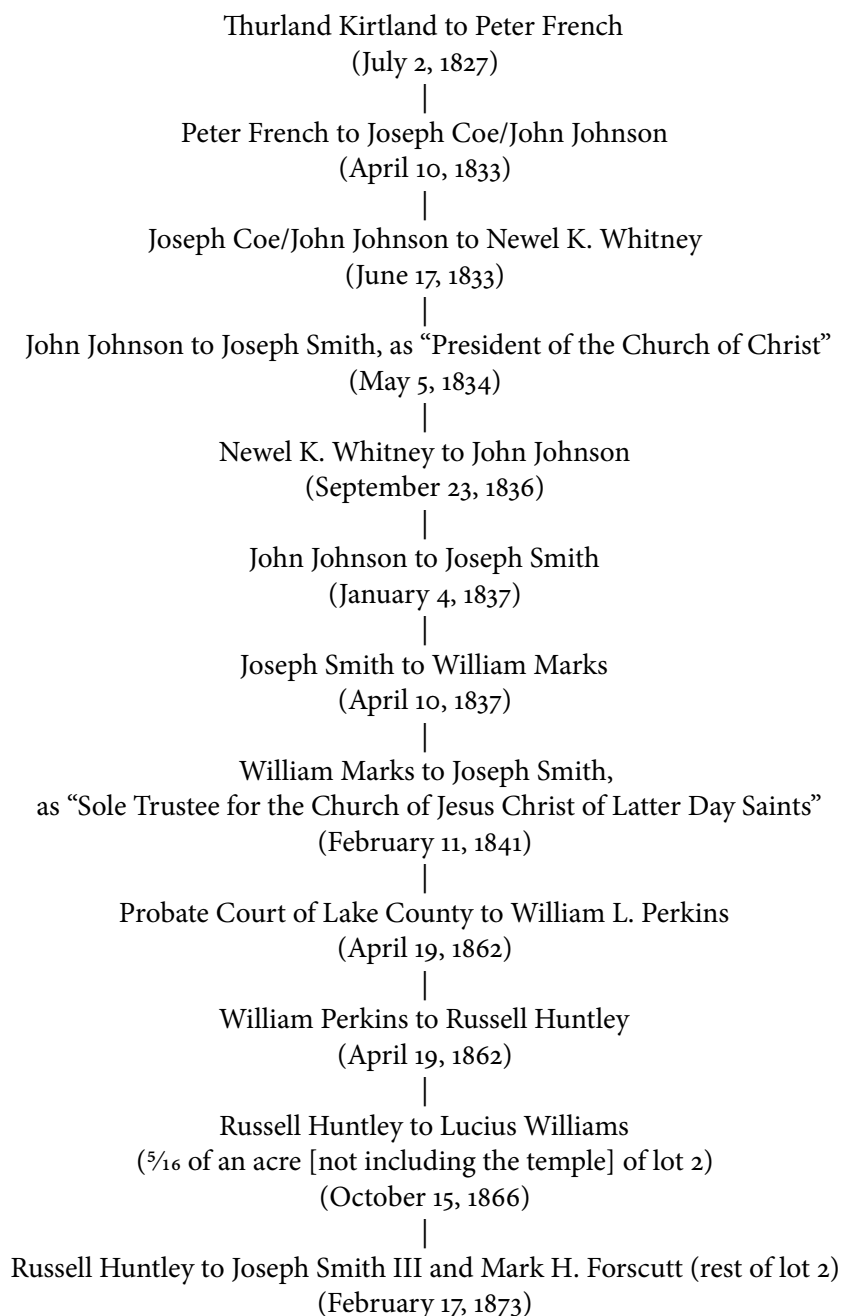 Thurland Kirtland to Peter French
(July 2, 1827)
Peter French to Joseph Coe/John Johnson
(April 10, 1833)
Joseph Coe/John Johnson to Newel K. Whitney
(June 17, 1833)
John Johnson to Joseph Smith, as “President of the Church of Christ”
(May 5, 1834)
Newel K. Whitney to John Johnson
(September 23, 1836)
John Johnson to Joseph Smith
(January 4, 1837)
Joseph Smith to William Marks
(April 10, 1837)
William Marks to Joseph Smith,
as “Sole Trustee for the Church of Jesus Christ of Latter Day Saints”
(February 11, 1841)
Probate Court of Lake County to William L. Perkins
(April 19, 1862)
William Perkins to Russell Huntley
(April 19, 1862)
Russell Huntley to Lucius Williams
(5⁄16 of an acre [not including the temple] of lot 2)
(October 15, 1866)
Russell Huntley to Joseph Smith III and Mark H. Forscutt (rest of lot 2)
(February 17, 1873)